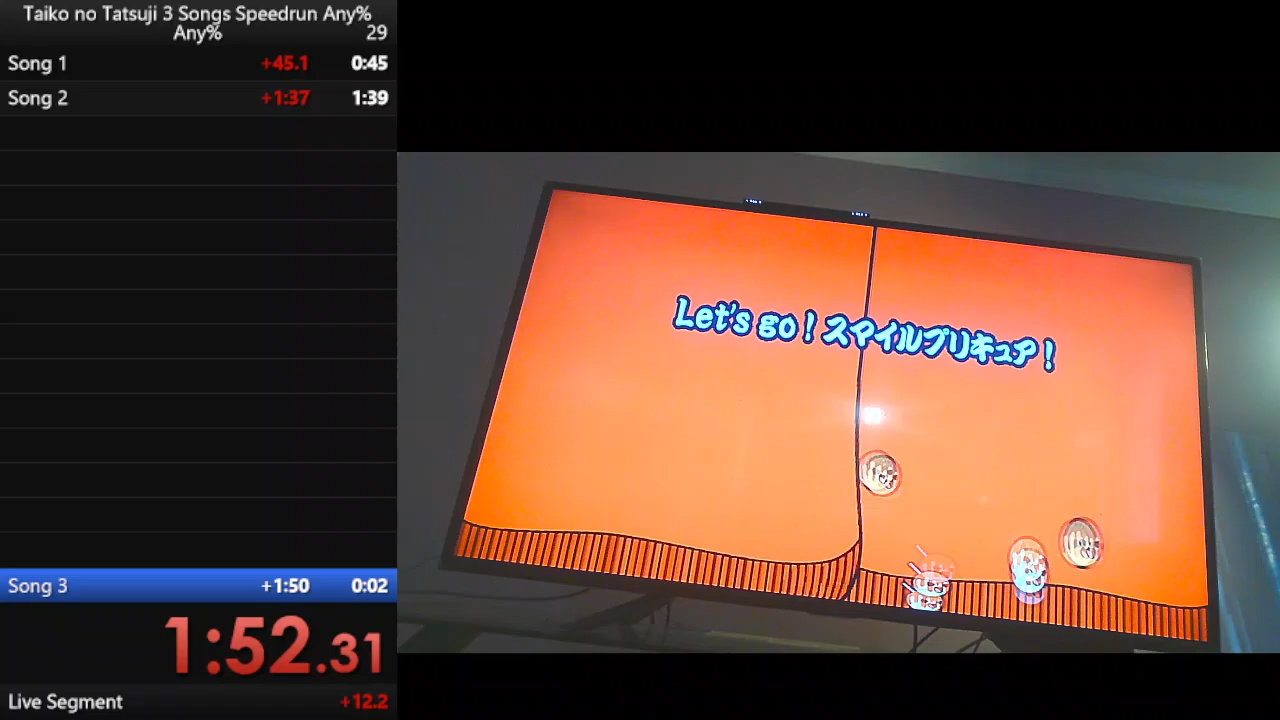 Taiko no Tatsuji 3 Songs Speedrun Any%
Any% 29
Song 1 +45.1 0:45
Song 2 +1:37 1:39
Let's go！スマイルプリキュア！
Song 3 +1:50 0:02
1:52.31
Live Segment +12.2